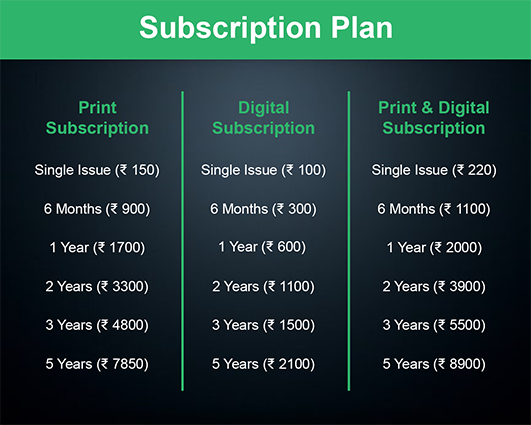 Subscription Plan
Print
Subscription
Single Issue (₹ 150)
6 Months (₹ 900)
1 Year (₹ 1700)
2 Years (₹ 3300)
3 Years (₹ 4800)
5 Years (₹ 7850)
Digital
Subscription
Single Issue (₹ 100)
6 Months (₹ 300)
1 Year (₹ 600)
2 Years (₹ 1100)
3 Years (₹ 1500)
5 Years (₹ 2100)
Print & Digital
Subscription
Single Issue (₹ 220)
6 Months (₹ 1100)
1 Year (₹ 2000)
2 Years (₹ 3900)
3 Years (₹ 5500)
5 Years (₹ 8900)